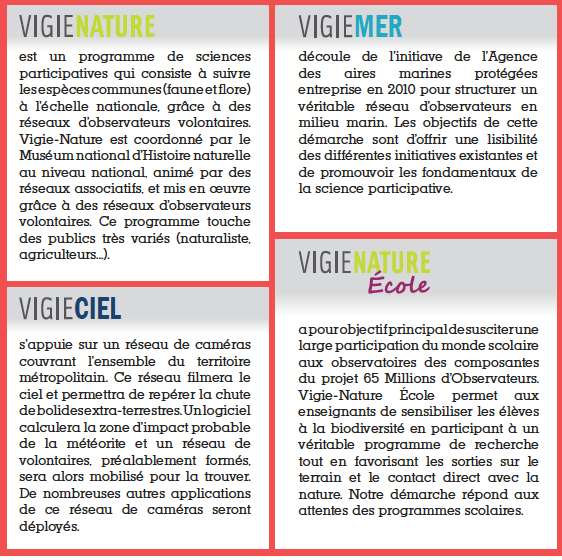 VIGIENATURE
est un programme de sciences
participatives qui consiste à suivre
les espèces communes (faune et flore)
à l'échelle nationale, grâce à des
réseaux d'observateurs volontaires.
Vigie-Nature est coordonné par le
Muséum national d'Histoire naturelle
au niveau national, animé par des
réseaux associatifs, et mis en œuvre
grâce à des réseaux d'observateurs
volontaires. Ce programme touche
des publics très variés (naturaliste,
agriculteurs...).
VIGIEMER
découle de l'initiave de l'Agence
des aires marines protégées
entreprise en 2010 pour structurer un
véritable réseau d'observateurs en
milieu marin. Les objectifs de cette
démarche sont d'offrir une lisibilité
des différentes initiatives existantes et
de promouvoir les fondamentaux de
la science participative.
VIGIECIEL
s'appuie sur un réseau de caméras
couvrant l'ensemble du territoire
métropolitain. Ce réseau filmera le
ciel et permettra de repérer la chute
de bolides extra-terrestres. Un logiciel
calculera la zone d'impact probable
de la météorite et un réseau de
volontaires, préalablement formés,
sera alors mobilisé pour la trouver.
De nombreuses autres applications
de ce réseau de caméras seront
déployés.
VIGIENATURE
École
a pour objectif principal de susciter une
large participation du monde scolaire
aux observatoires des composantes
du projet 65 Millions d'Observateurs.
Vigie-Nature École permet aux
enseignants de sensibiliser les élèves
à la biodiversité en participant à un
véritable programme de recherche
tout en favorisant les sorties sur le
terrain et le contact direct avec la
nature. Notre démarche répond aux
attentes des programmes scolaires.